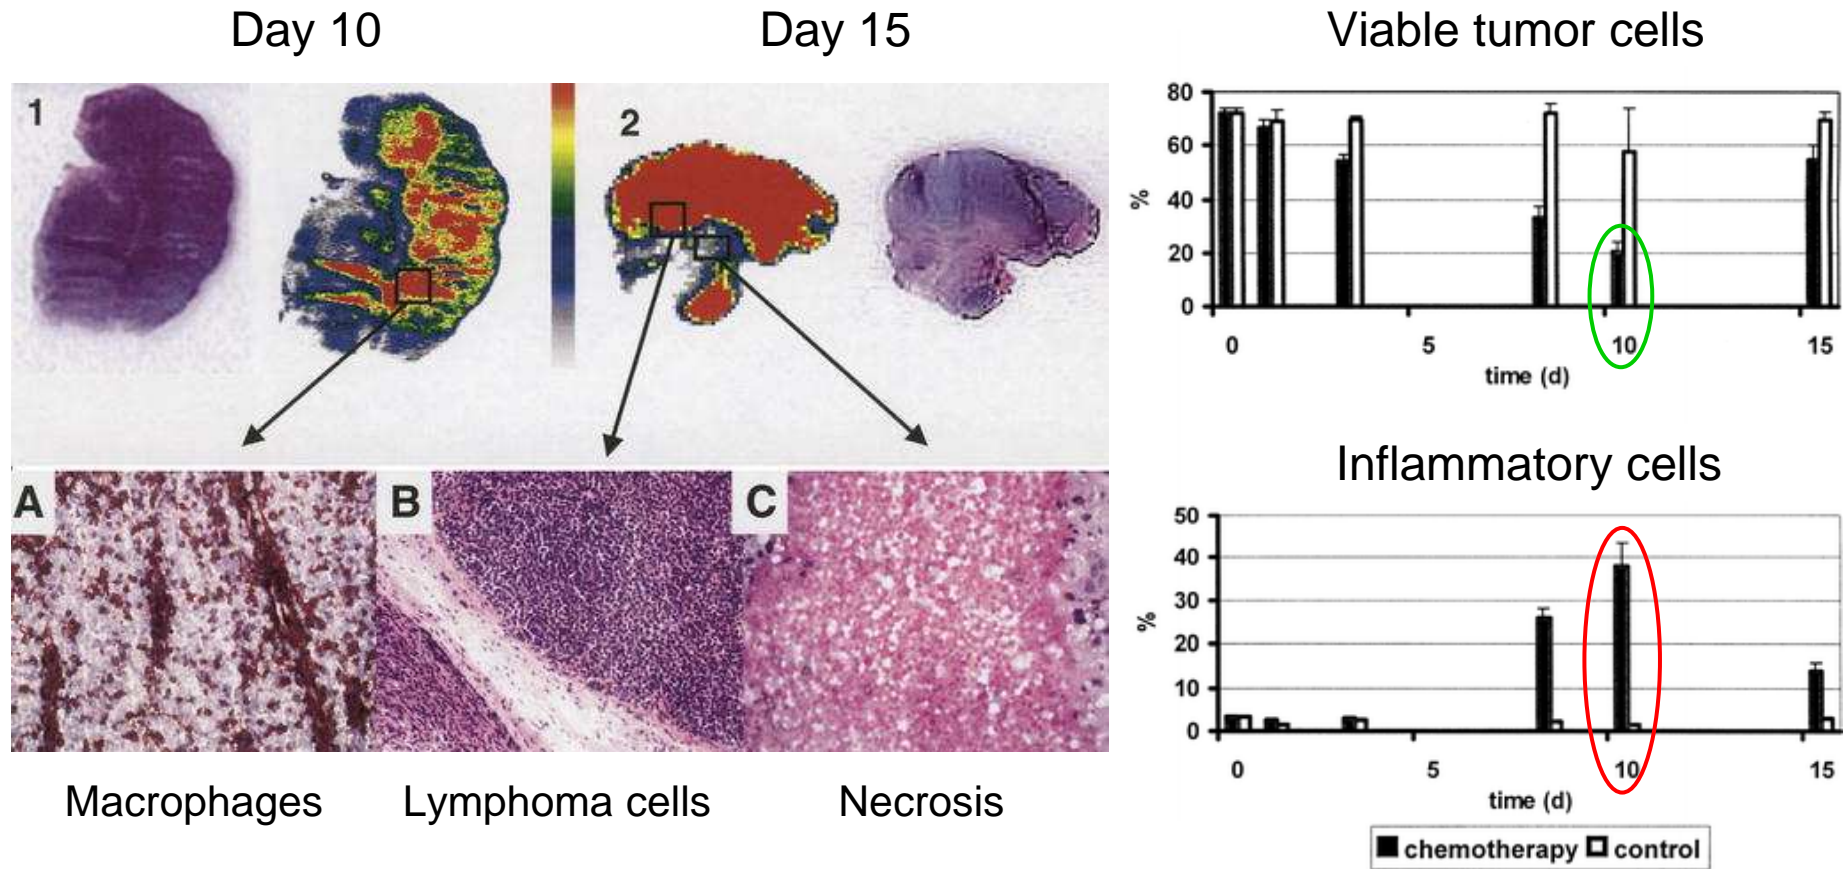 Day 10
Day 15
Viable tumor cells
1
2
80
60
40
20
0
%
0 5 10 15
time (d)
A
B
C
Macrophages
Lymphoma cells
Necrosis
Inflammatory cells
50
40
30
20
10
0
%
0 5 10 15
time (d)
chemotherapy control